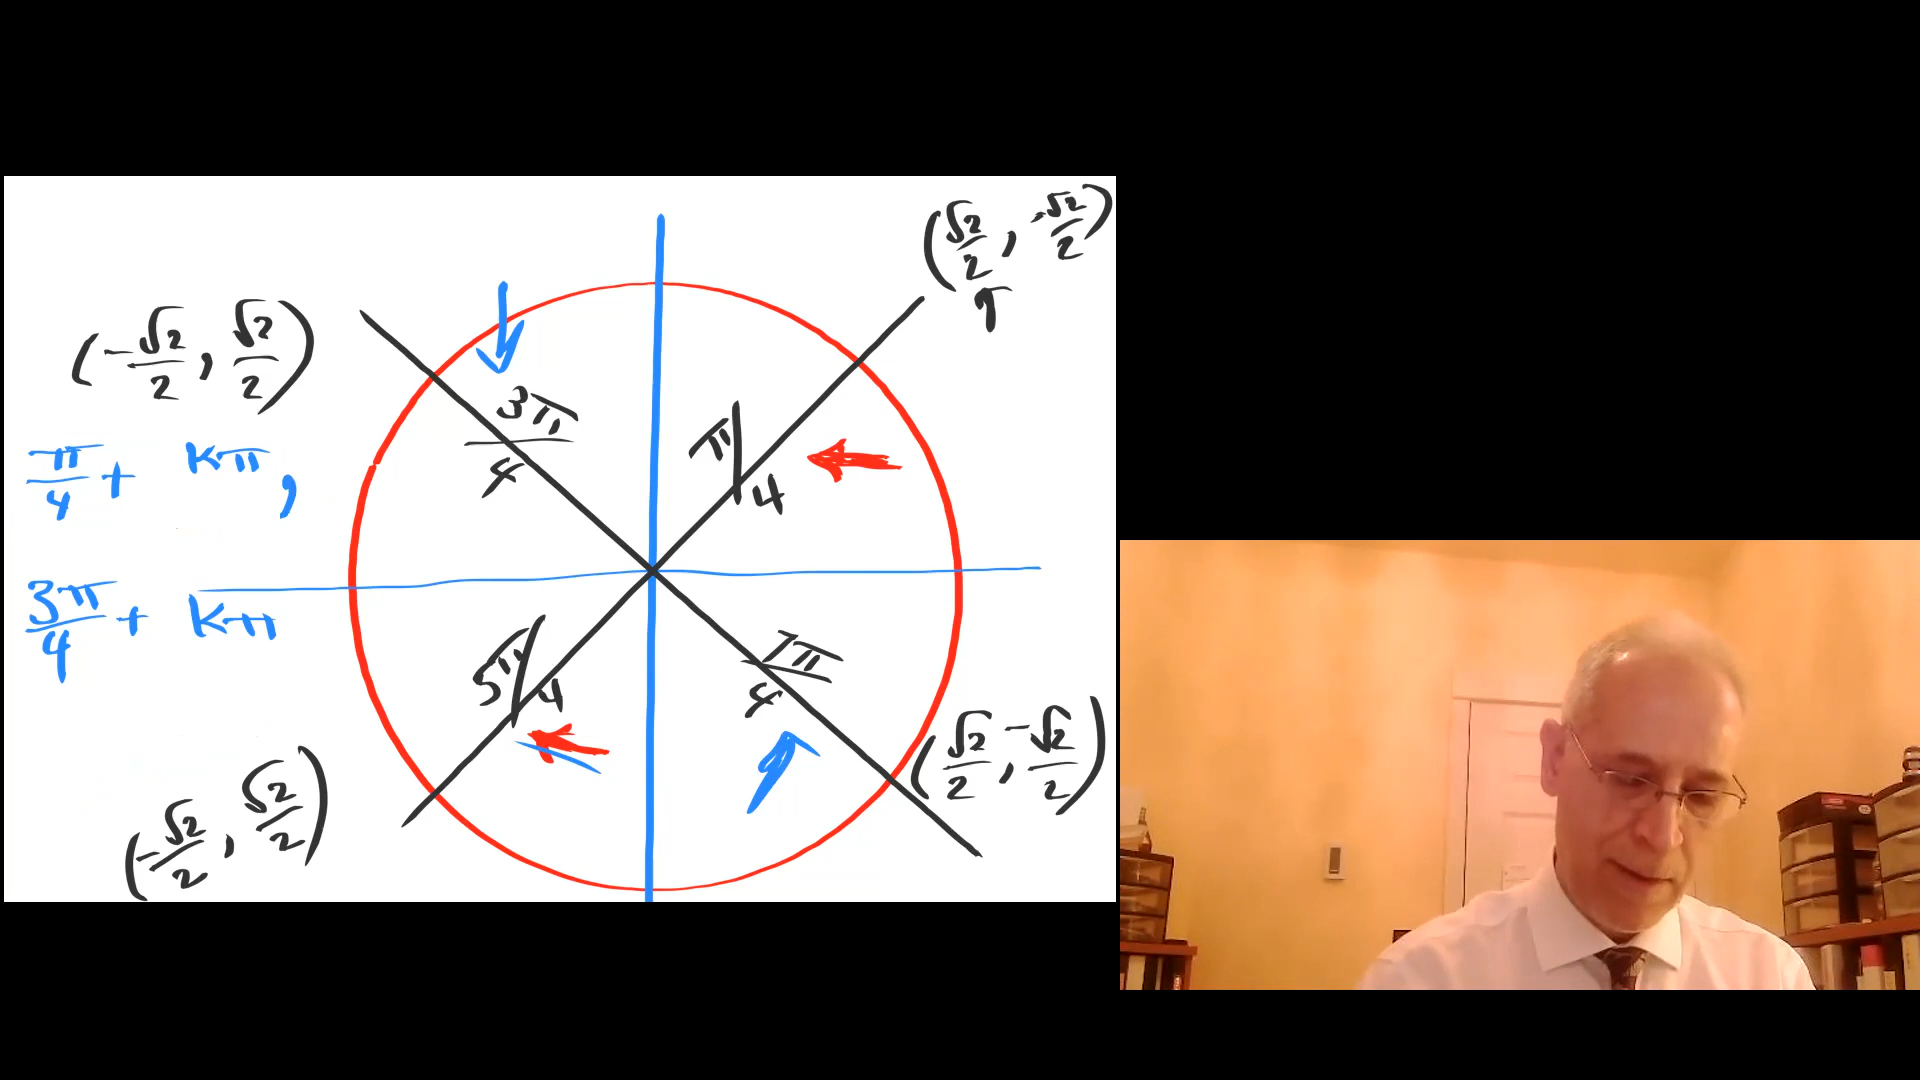 (√2/2, -√2/2)
(-√2/2, √2/2)
3π/4
π/4
π/4 + kπ,
3π/4 + kπ
5π/4
7π/4
(√2/2, -√2/2)
(-√2/2, √2/2)